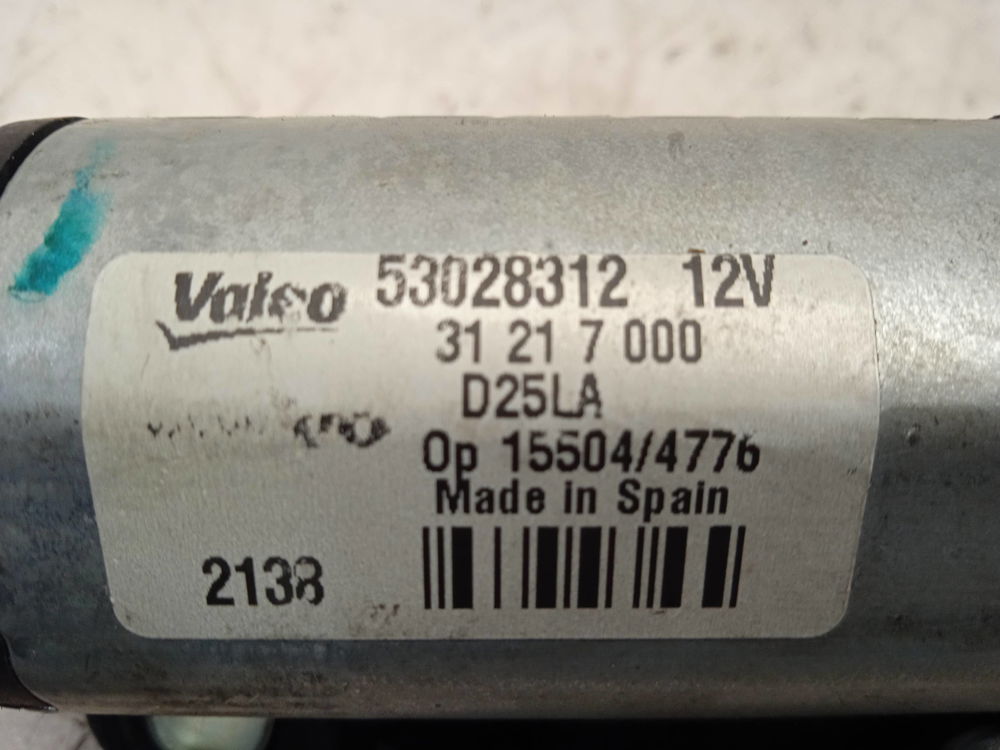 Valeo 53028312 12V
31 21 7 000
D25LA
Op 15504/4776
Made in Spain
2138